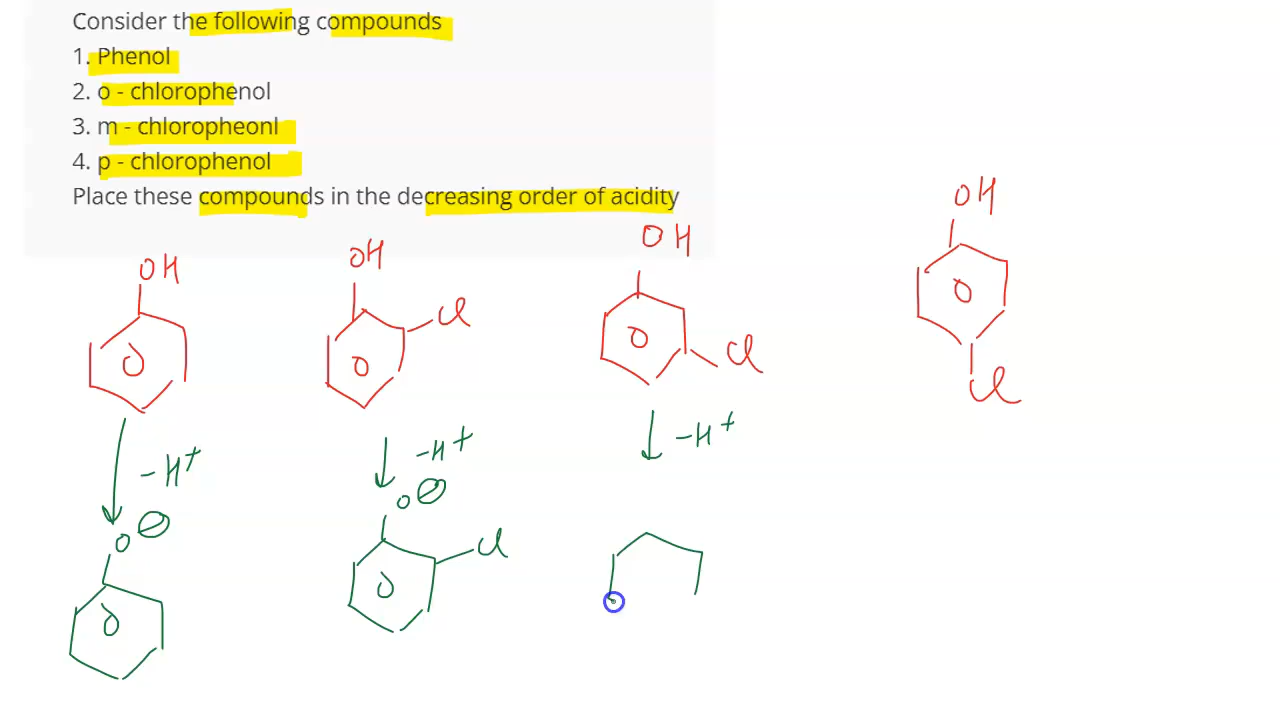 Consider the following compounds
1. Phenol
2. o - chlorophenol
3. m - chloropheonl
4. p - chlorophenol
Place these compounds in the decreasing order of acidity
OH
OH
OH
OH
Cl
Cl
Cl
-H+
-H+
-H+
O⊖
O⊖
Cl